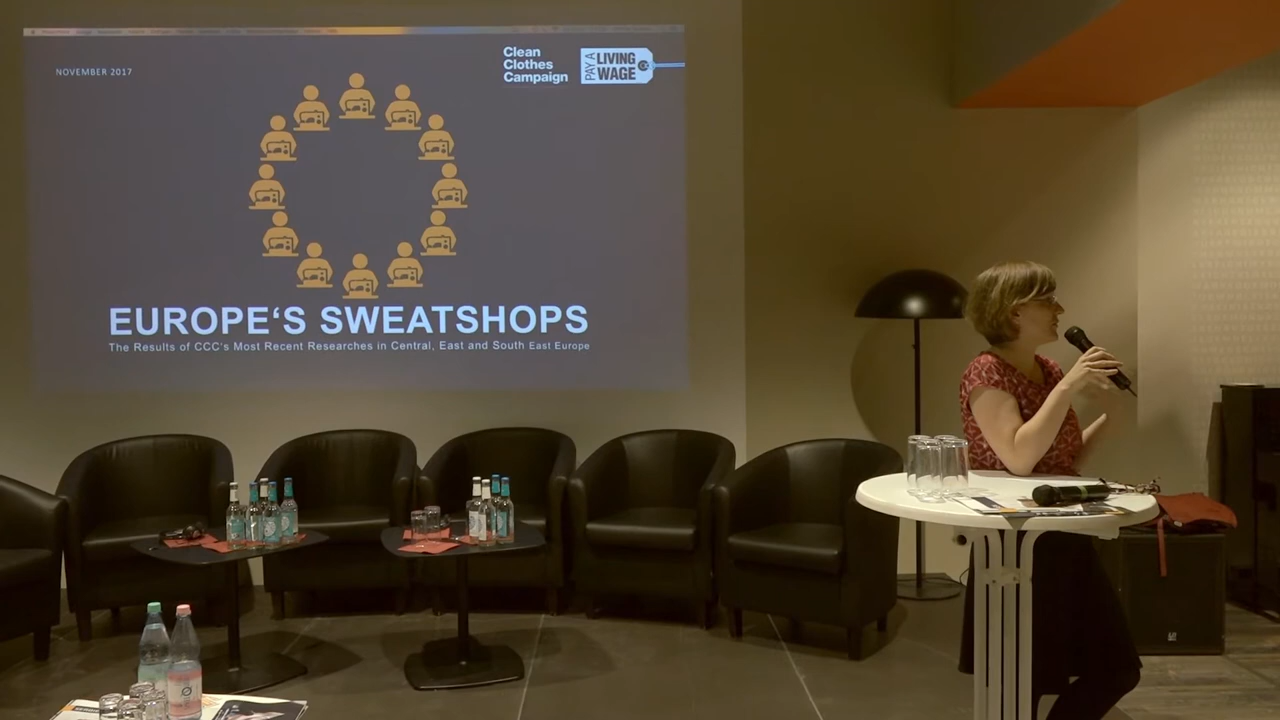 NOVEMBER 2017
Clean
Clothes
Campaign
PAY A
LIVING
WAGE
EUROPE‘S SWEATSHOPS
The Results of CCC's Most Recent Researches in Central, East and South East Europe